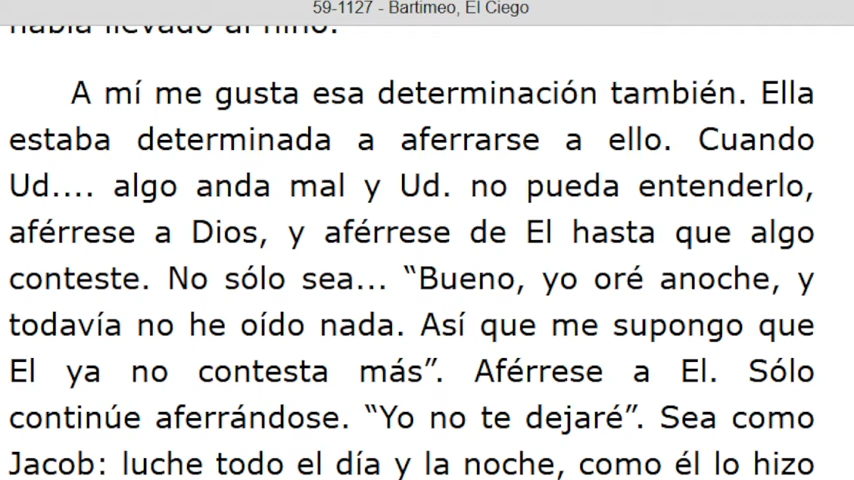 59-1127 - Bartimeo, El Ciego
había llevado al niño.
A mí me gusta esa determinación también. Ella
estaba determinada a aferrarse a ello. Cuando
Ud.... algo anda mal y Ud. no pueda entenderlo,
aférrese a Dios, y aférrese de El hasta que algo
conteste. No sólo sea... “Bueno, yo oré anoche, y
todavía no he oído nada. Así que me supongo que
El ya no contesta más”. Aférrese a El. Sólo
continúe aferrándose. “Yo no te dejaré”. Sea como
Jacob: luche todo el día y la noche, como él lo hizo